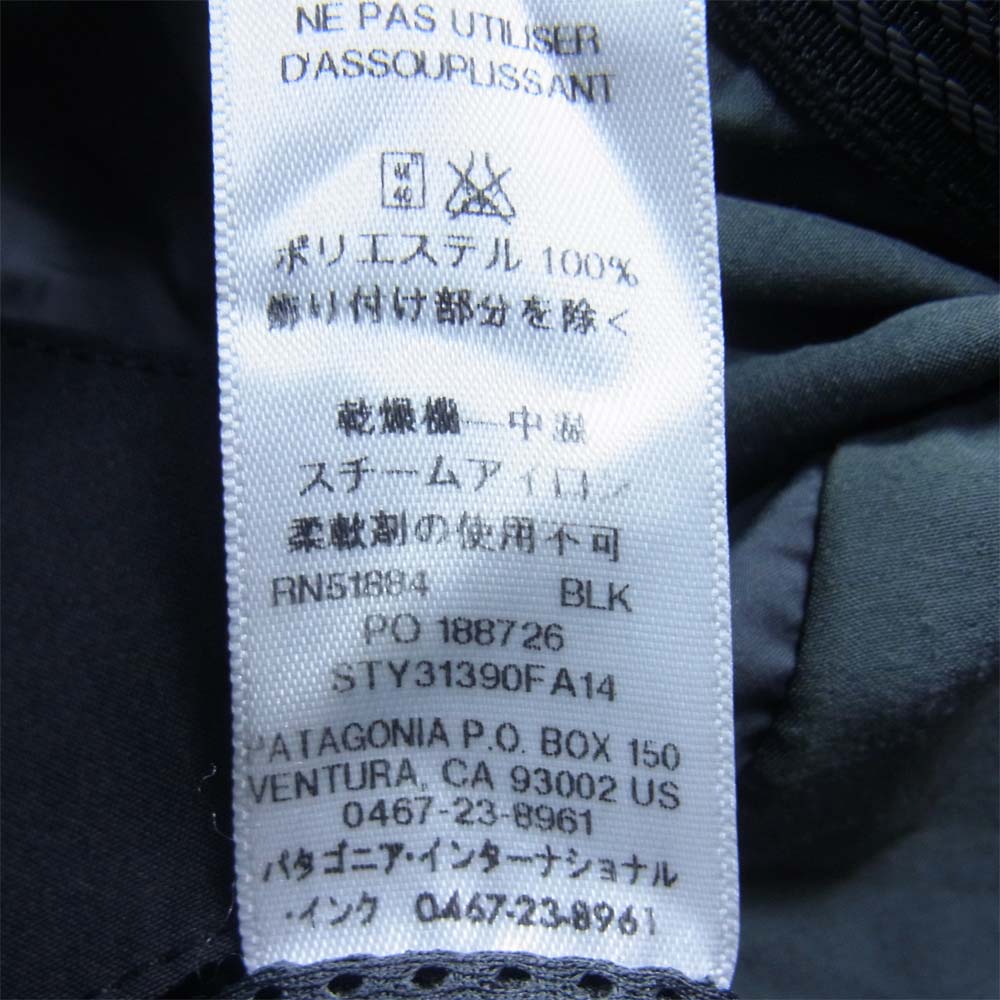 NE PAS UTILISER
D'ASSOUPLISSANT
40
ポリエステル 100%
飾り付け部分を除く
乾燥機—中温
スチームアイロン
柔軟剤の使用不可
RN51884 BLK
PO 188726
STY31390FA14
PATAGONIA P.O. BOX 150
VENTURA, CA 93002 US
0467-23-8961
パタゴニア・インターナショナル
・インク 0467-23-8961